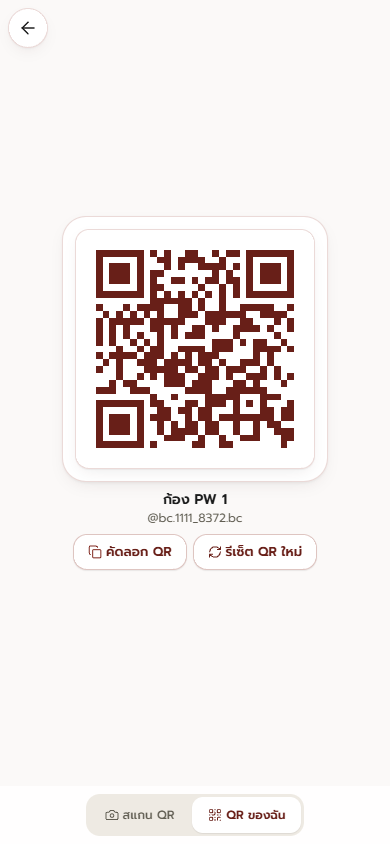 ก้อง PW 1
@bc.1111_8372.bc
คัดลอก QR
รีเซ็ต QR ใหม่
สแกน QR
QR ของฉัน